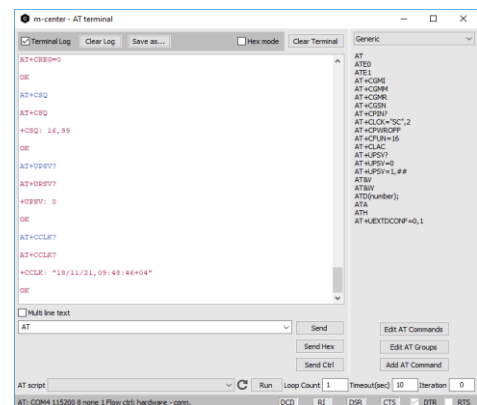 m-center - AT terminal
Terminal Log Clear Log Save as... Hex mode Clear Terminal Generic
AT+CREG=0
OK
AT+CSQ
AT+CSQ
+CSQ: 16,99
OK
AT+UPSV?
AT+UPSV?
+UPSV: 0
OK
AT+CCLK?
AT+CCLK?
+CCLK: "18/11/21,09:48:46+04"
OK
AT
ATE0
ATE1
AT+CGMI
AT+CGMM
AT+CGMR
AT+CGSN
AT+CPIN?
AT+CLCK="SC",2
AT+CPWROFF
AT+CFUN=16
AT+CLAC
AT+UPSV?
AT+UPSV=0
AT+UPSV=1,##
AT&V
AT&W
ATD(number);
ATA
ATH
AT+UEXTDCONF=0,1
Multi line text
AT Send Edit AT Commands
Send Hex Edit AT Groups
Send Ctrl Add AT Command
AT script Run Loop Count 1 Timeout(sec) 10 Iteration 0
AT: COM4 115200 8 none 1 Flow ctrl: hardware - conn. DCD RI DSR CTS DTR RTS